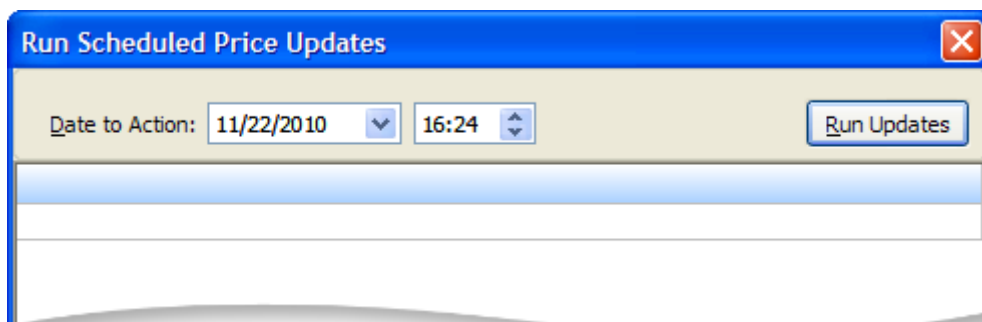 Run Scheduled Price Updates
Date to Action: 11/22/2010 16:24 Run Updates